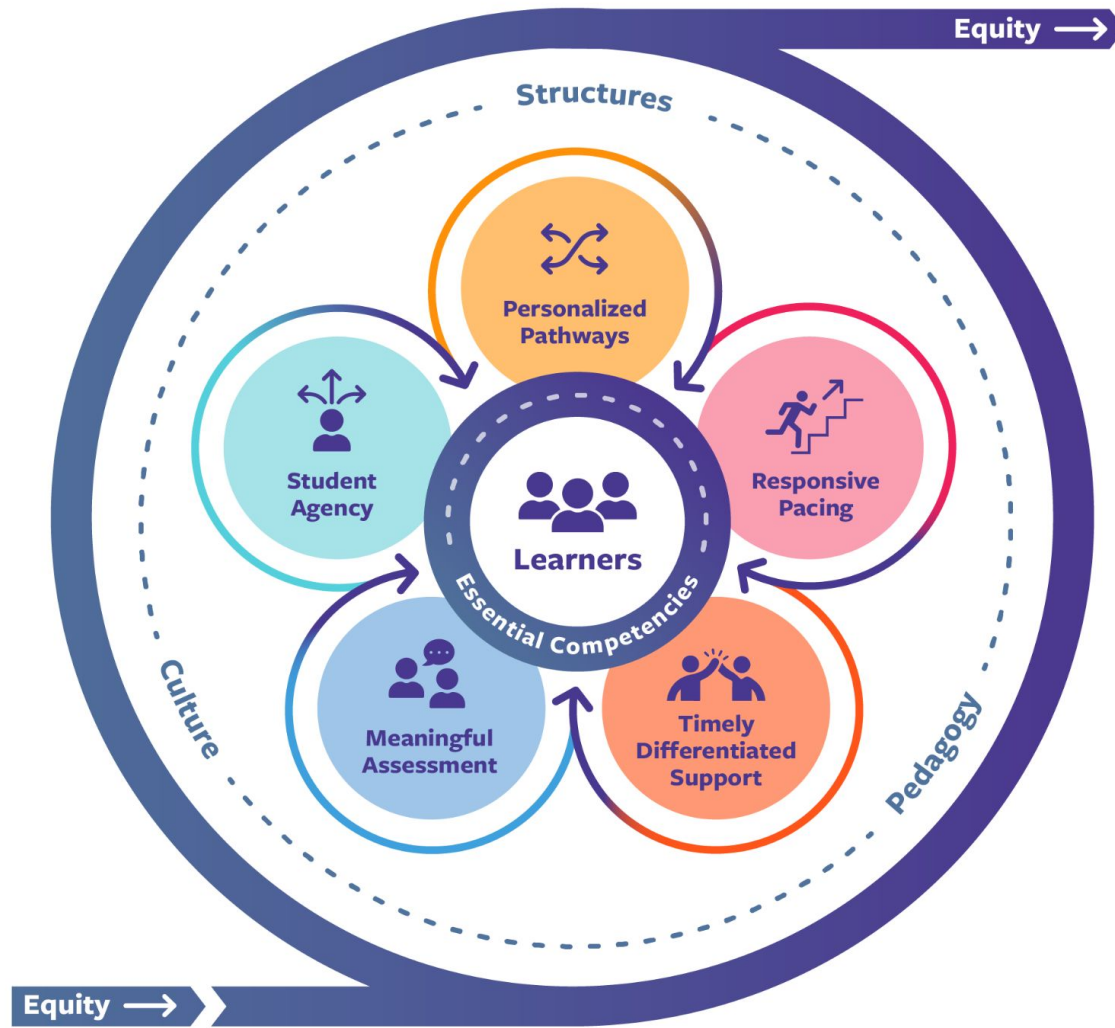 Equity
Structures
Personalized
Pathways
Student
Agency
Responsive
Pacing
Learners
Essential Competencies
Meaningful
Assessment
Timely
Differentiated
Support
Culture
Pedagogy
Equity